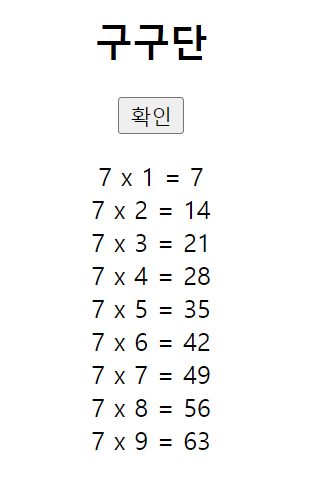 구구단
확인
7 x 1 = 7
7 x 2 = 14
7 x 3 = 21
7 x 4 = 28
7 x 5 = 35
7 x 6 = 42
7 x 7 = 49
7 x 8 = 56
7 x 9 = 63